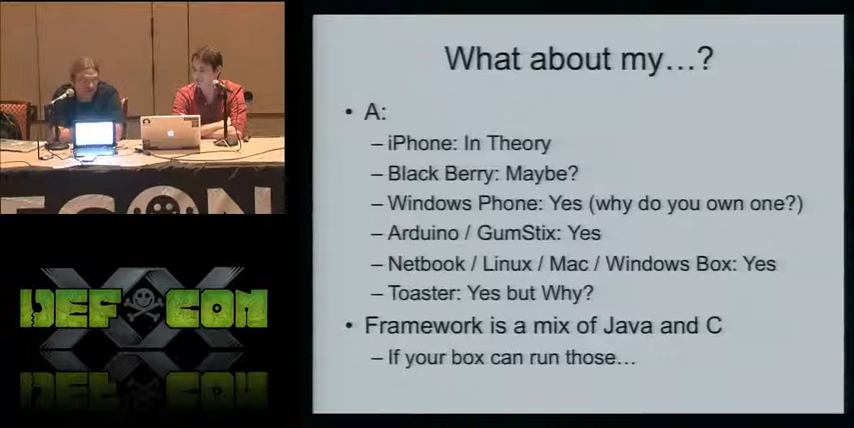 What about my...?
• A:
– iPhone: In Theory
– Black Berry: Maybe?
– Windows Phone: Yes (why do you own one?)
– Arduino / GumStix: Yes
– Netbook / Linux / Mac / Windows Box: Yes
– Toaster: Yes but Why?
• Framework is a mix of Java and C
– If your box can run those...
XX
DEF CON